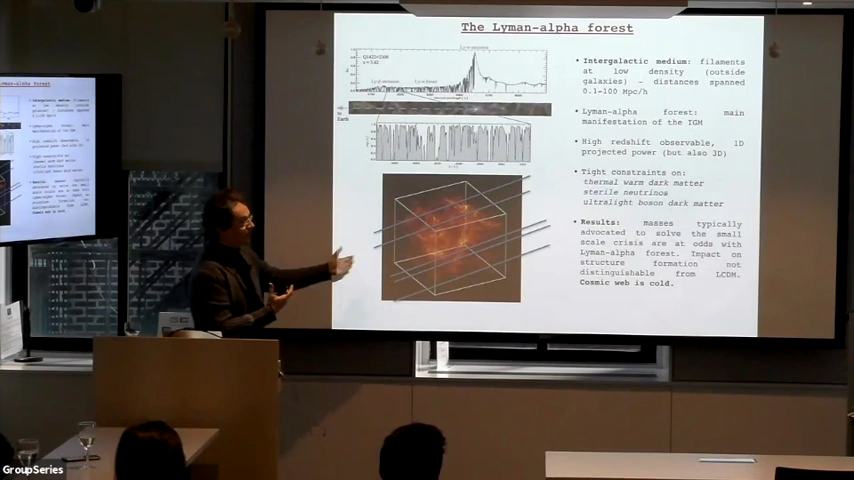 The Lyman-alpha forest
• Intergalactic medium: filaments
at low density (outside
galaxies) – distances spanned
0.1-100 Mpc/h
• Lyman-alpha forest: main
manifestation of the IGM
• High redshift observable, 1D
projected power (but also 3D)
• Tight constraints on:
thermal warm dark matter
sterile neutrinos
ultralight boson dark matter
• Results: masses typically
advocated to solve the small
scale crisis are at odds with
Lyman-alpha forest. Impact on
structure formation not
distinguishable from LCDM.
Cosmic web is cold.
to
Earth
GroupSeries